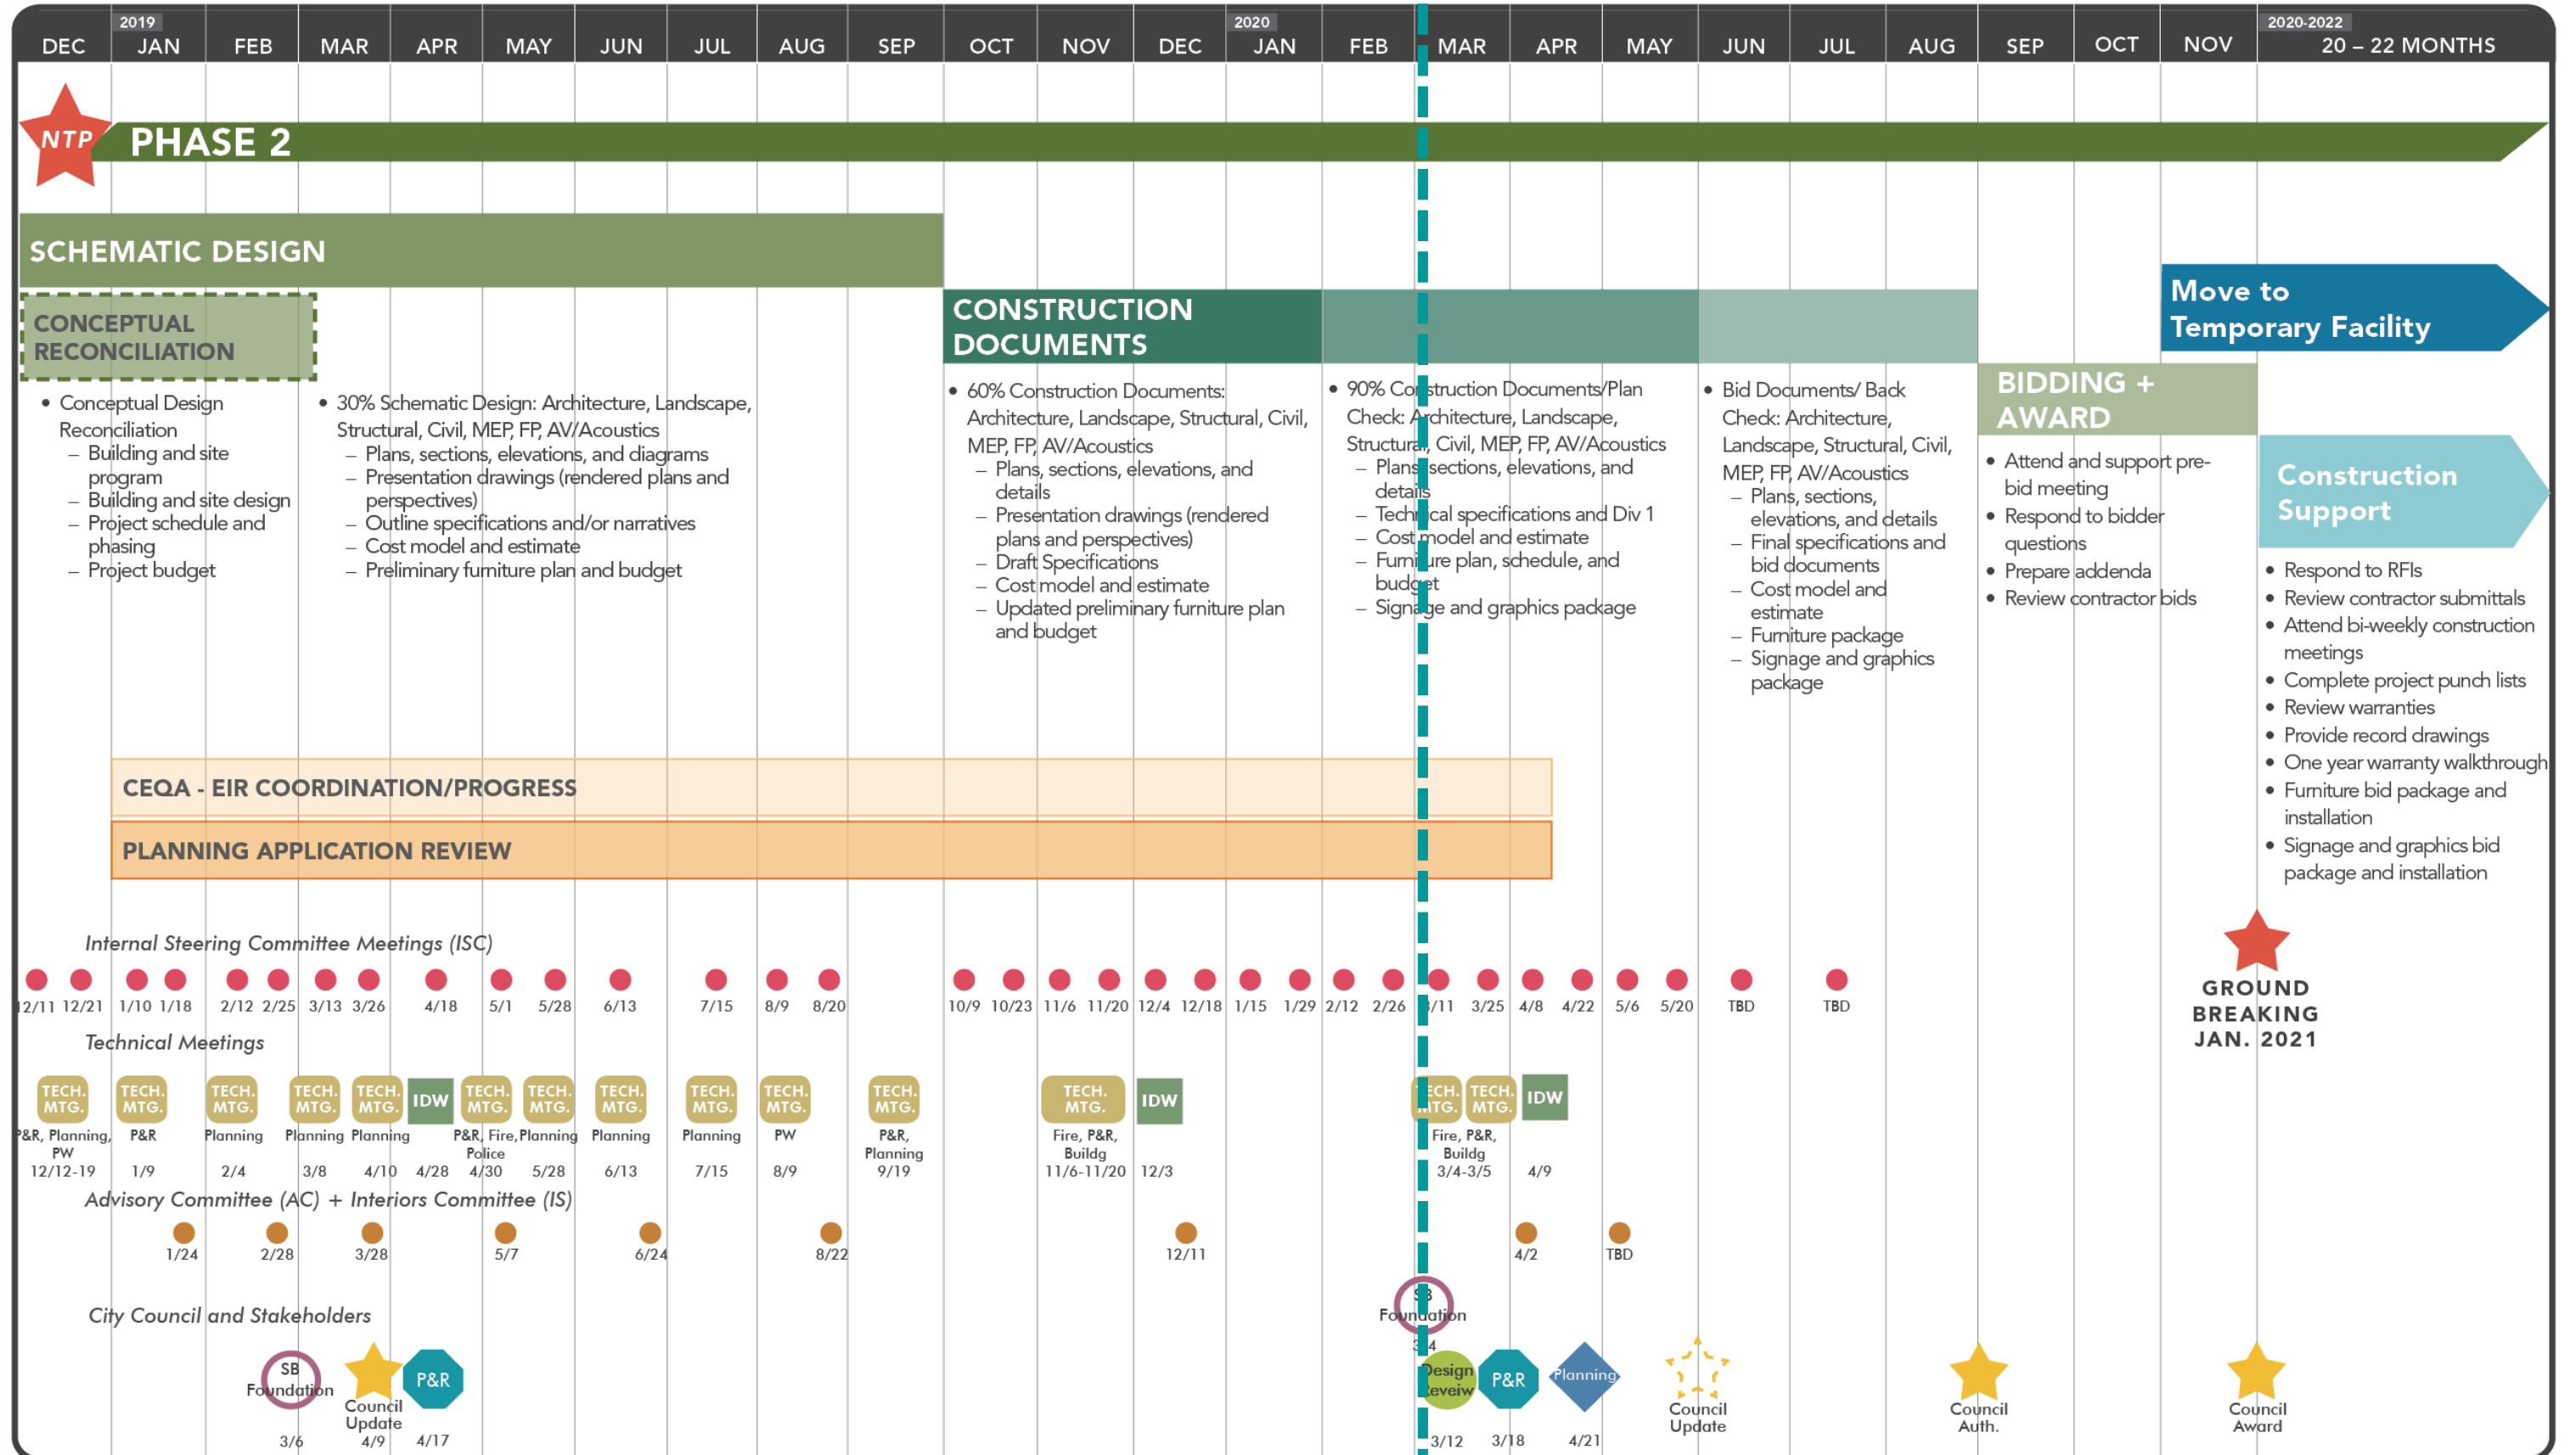 2019
2020
2020-2022
DEC JAN FEB MAR APR MAY JUN JUL AUG SEP OCT NOV DEC JAN FEB MAR APR MAY JUN JUL AUG SEP OCT NOV 20 – 22 MONTHS
NTP
PHASE 2
SCHEMATIC DESIGN
CONCEPTUAL
RECONCILIATION
• Conceptual Design
Reconciliation
– Building and site
program
– Building and site design
– Project schedule and
phasing
– Project budget
• 30% Schematic Design: Architecture, Landscape,
Structural, Civil, MEP, FP, AV/Acoustics
– Plans, sections, elevations, and diagrams
– Presentation drawings (rendered plans and
perspectives)
– Outline specifications and/or narratives
– Cost model and estimate
– Preliminary furniture plan and budget
CONSTRUCTION
DOCUMENTS
• 60% Construction Documents:
Architecture, Landscape, Structural, Civil,
MEP, FP, AV/Acoustics
– Plans, sections, elevations, and
details
– Presentation drawings (rendered
plans and perspectives)
– Draft Specifications
– Cost model and estimate
– Updated preliminary furniture plan
and budget
• 90% Construction Documents/Plan
Check: Architecture, Landscape,
Structural, Civil, MEP, FP, AV/Acoustics
– Plans, sections, elevations, and
details
– Technical specifications and Div 1
– Cost model and estimate
– Furniture plan, schedule, and
budget
– Signage and graphics package
• Bid Documents/ Back
Check: Architecture,
Landscape, Structural, Civil,
MEP, FP, AV/Acoustics
– Plans, sections,
elevations, and details
– Final specifications and
bid documents
– Cost model and
estimate
– Furniture package
– Signage and graphics
package
Move to
Temporary Facility
BIDDING +
AWARD
• Attend and support pre-
bid meeting
• Respond to bidder
questions
• Prepare addenda
• Review contractor bids
Construction
Support
• Respond to RFIs
• Review contractor submittals
• Attend bi-weekly construction
meetings
• Complete project punch lists
• Review warranties
• Provide record drawings
• One year warranty walkthrough
• Furniture bid package and
installation
• Signage and graphics bid
package and installation
CEQA - EIR COORDINATION/PROGRESS
PLANNING APPLICATION REVIEW
GROUND
BREAKING
JAN. 2021
Internal Steering Committee Meetings (ISC)
12/11 12/21 1/10 1/18 2/12 2/25 3/13 3/26 4/18 5/1 5/28 6/13 7/15 8/9 8/20 10/9 10/23 11/6 11/20 12/4 12/18 1/15 1/29 2/12 2/26 3/11 3/25 4/8 4/22 5/6 5/20 TBD TBD
Technical Meetings
TECH. TECH. TECH. TECH. TECH. TECH. TECH. TECH. TECH. TECH. TECH. TECH. TECH. TECH.
MTG. MTG. MTG. MTG. MTG. IDW MTG. MTG. MTG. MTG. MTG. MTG. MTG. IDW MTG. MTG. IDW
P&R, Planning, P&R Planning Planning Planning P&R, Fire, Planning Planning Planning PW P&R, Fire, P&R, Fire, P&R,
PW Police Planning Buildg Buildg
12/12-19 1/9 2/4 3/8 4/10 4/28 4/30 5/28 6/13 7/15 8/9 9/19 11/6-11/20 12/3 3/4-3/5 4/9
Advisory Committee (AC) + Interiors Committee (IS)
1/24 2/28 3/28 5/7 6/24 8/22 12/11 4/2 TBD
City Council and Stakeholders
SB
Foundation
3/6
Council
Update
4/9
P&R
4/17
SB
Foundation
3/4
Design
Reveiw
3/12
P&R
3/18
Planning
4/21
Council
Update
Council
Auth.
Council
Award